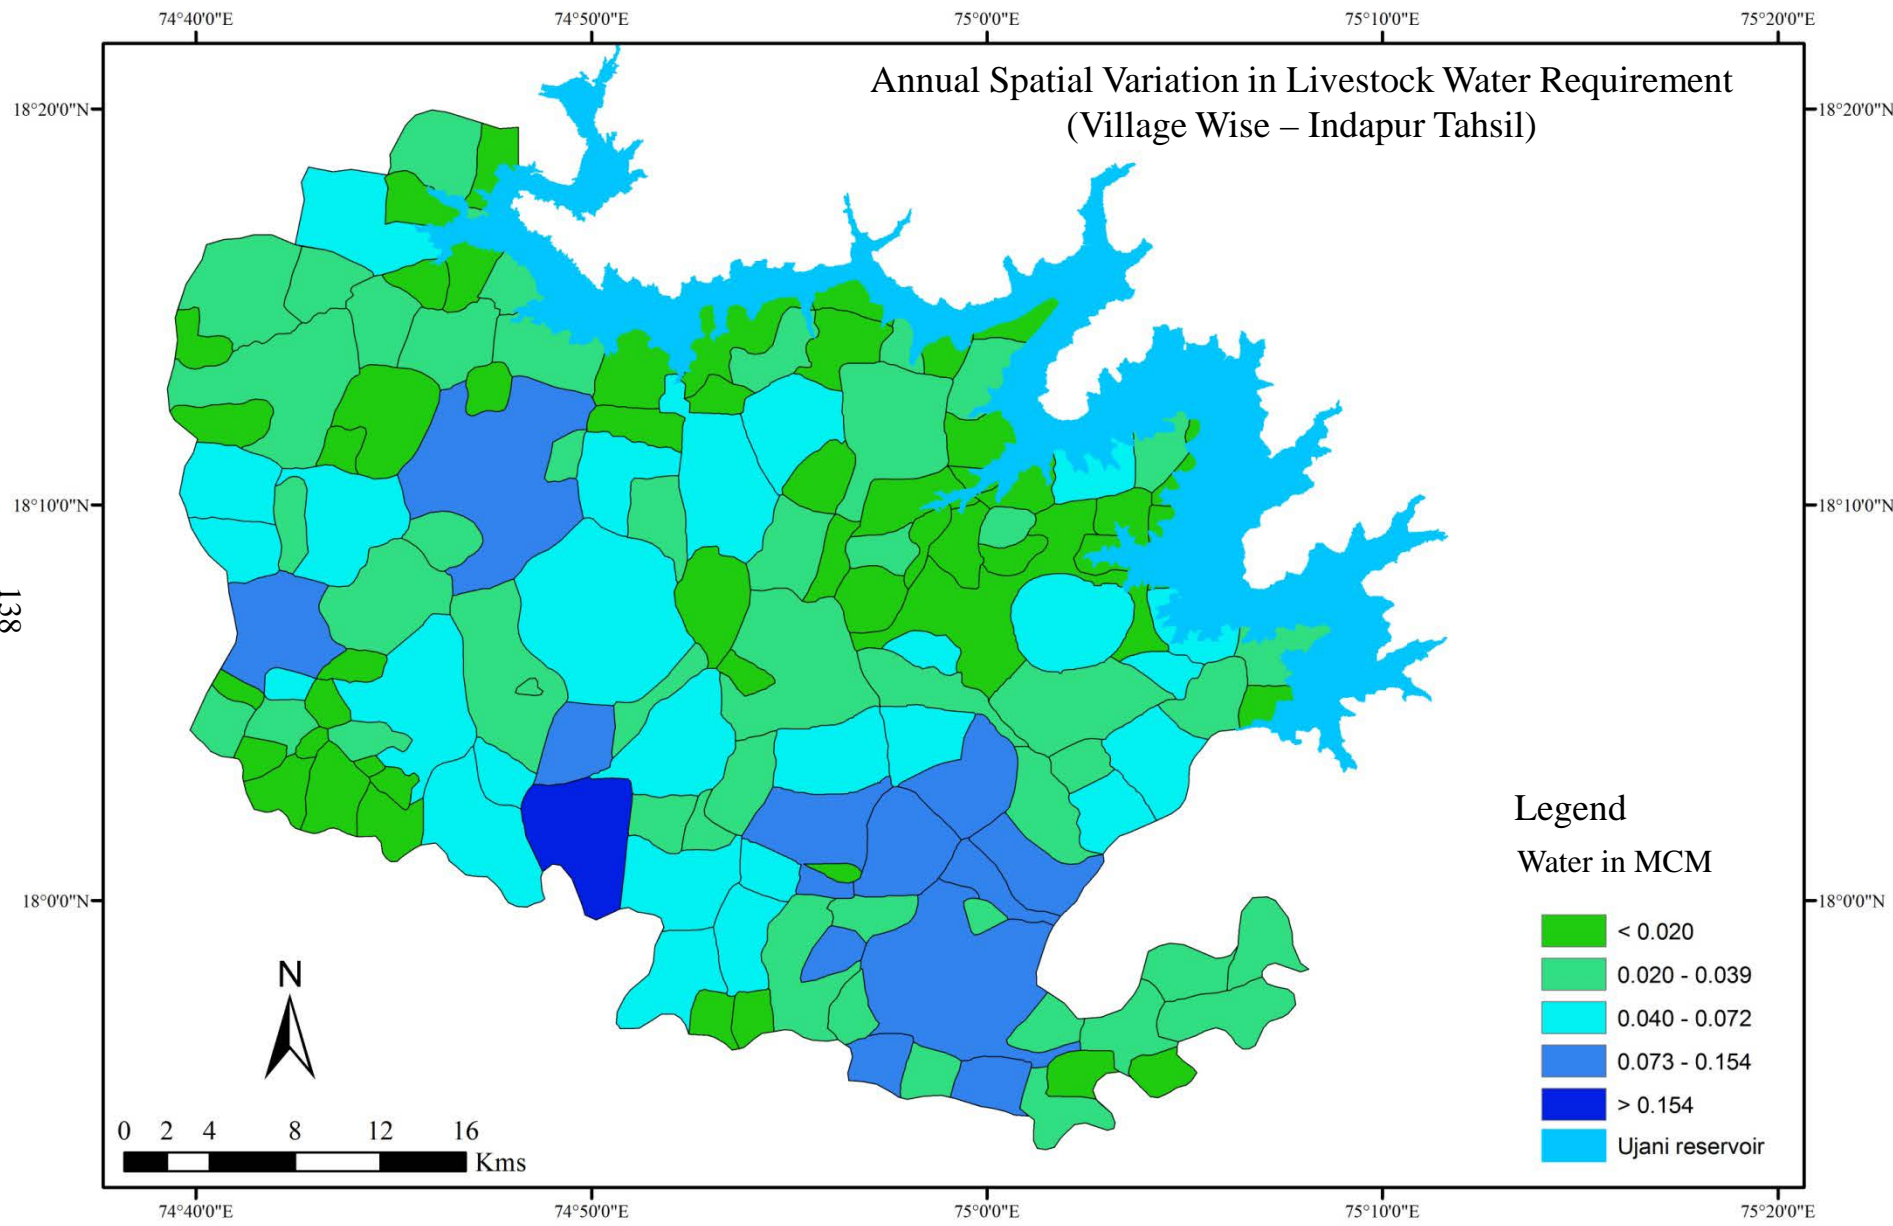 74°40'0"E 74°50'0"E 75°0'0"E 75°10'0"E 75°20'0"E
Annual Spatial Variation in Livestock Water Requirement
(Village Wise – Indapur Tahsil)
18°20'0"N 18°20'0"N
18°10'0"N 18°10'0"N
138
Legend
Water in MCM
18°0'0"N 18°0'0"N
< 0.020
0.020 - 0.039
0.040 - 0.072
0.073 - 0.154
> 0.154
Ujani reservoir
N
0 2 4 8 12 16
Kms
74°40'0"E 74°50'0"E 75°0'0"E 75°10'0"E 75°20'0"E